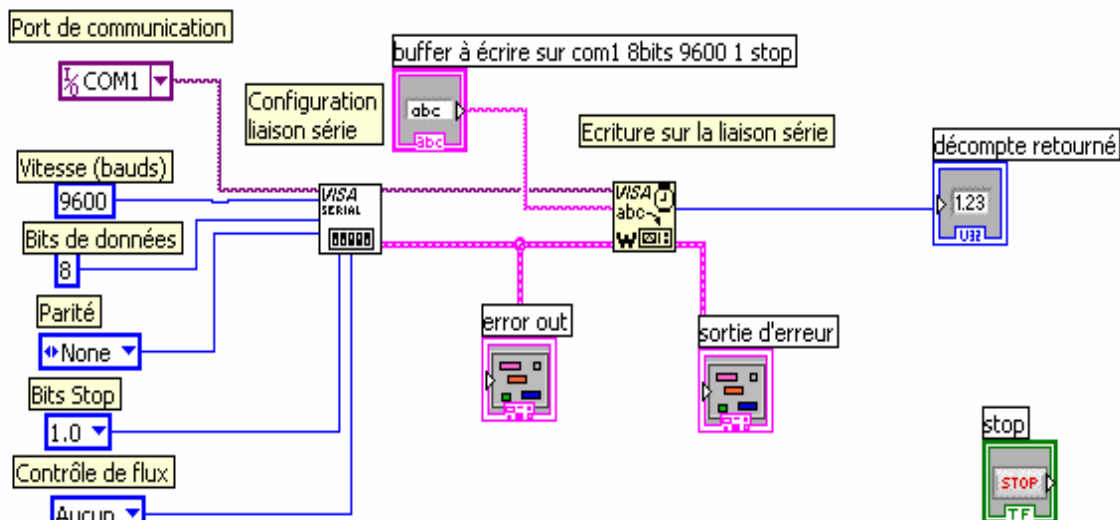 Port de communication
COM1
buffer à écrire sur com1 8bits 9600 1 stop
abc
abc
Configuration
liaison série
Ecriture sur la liaison série
décompte retourné
1.23
U32
Vitesse (bauds)
9600
VISA
SERIAL
VISA
abc
W
Bits de données
8
Parité
None
error out
sortie d'erreur
Bits Stop
1.0
stop
STOP
TF
Contrôle de flux
Aucun